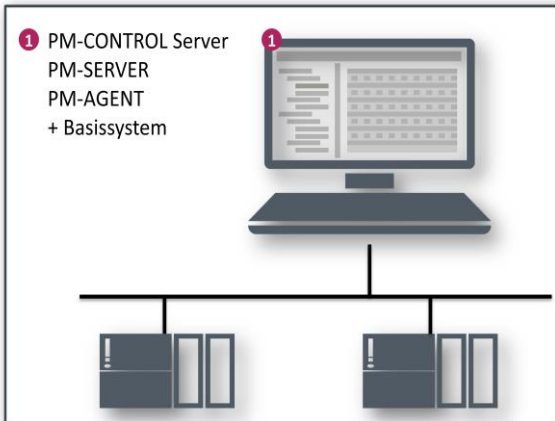 1 PM-CONTROL Server
PM-SERVER
PM-AGENT
+ Basissystem
1